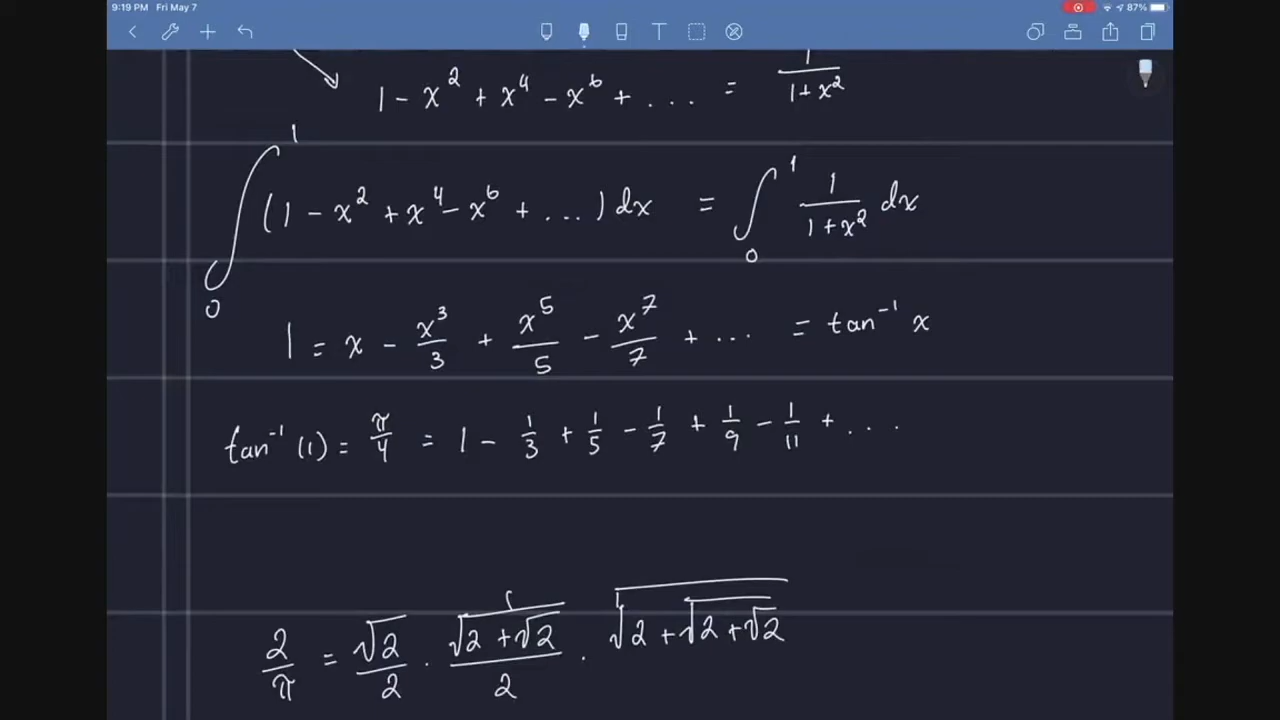 9:19 PM Fri May 7 87%
1 − x² + x⁴ − x⁶ + .... = 1/(1+x²)
∫₀¹ (1 − x² + x⁴ − x⁶ + ...) dx = ∫₀¹ 1/(1+x²) dx
1 = x − x³/3 + x⁵/5 − x⁷/7 + ... = tan⁻¹ x
tan⁻¹ (1) = π/4 = 1 − 1/3 + 1/5 − 1/7 + 1/9 − 1/11 + ....
2/π = √2/2 · √(2 + √2)/2 · √(2 + √(2 + √2))